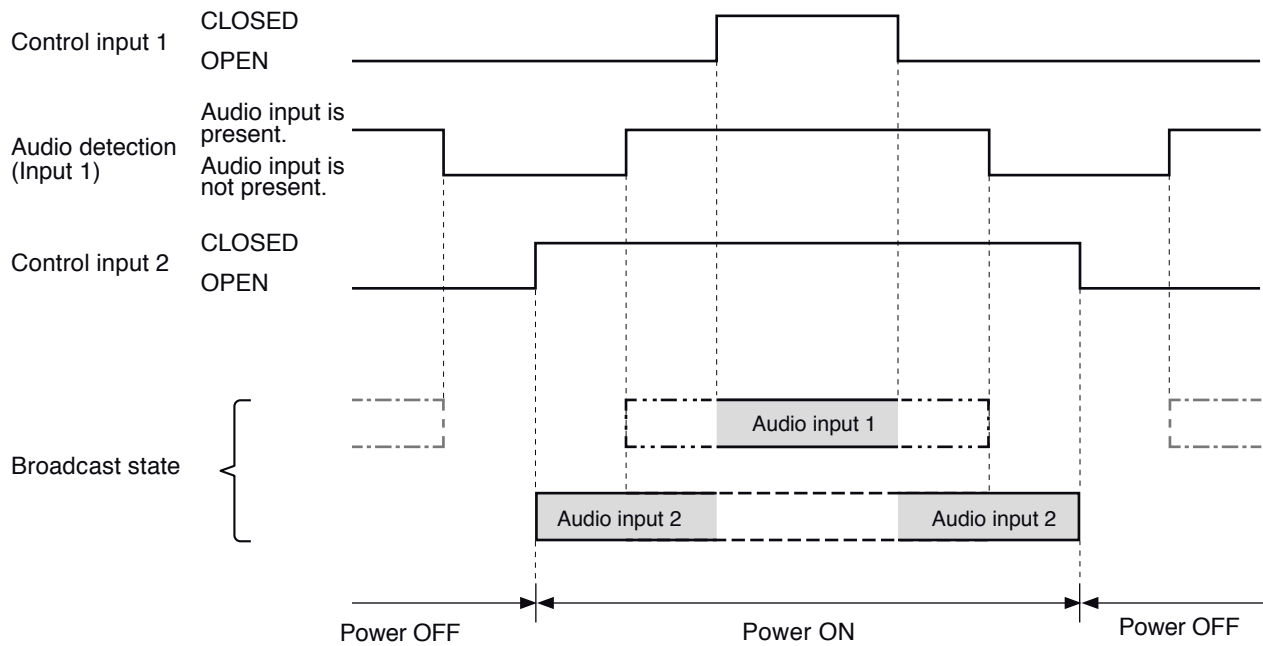 Control input 1
CLOSED
OPEN
Audio detection
(Input 1)
Audio input is
present.
Audio input is
not present.
Control input 2
CLOSED
OPEN
Broadcast state
Audio input 1
Audio input 2
Audio input 2
Power OFF
Power ON
Power OFF